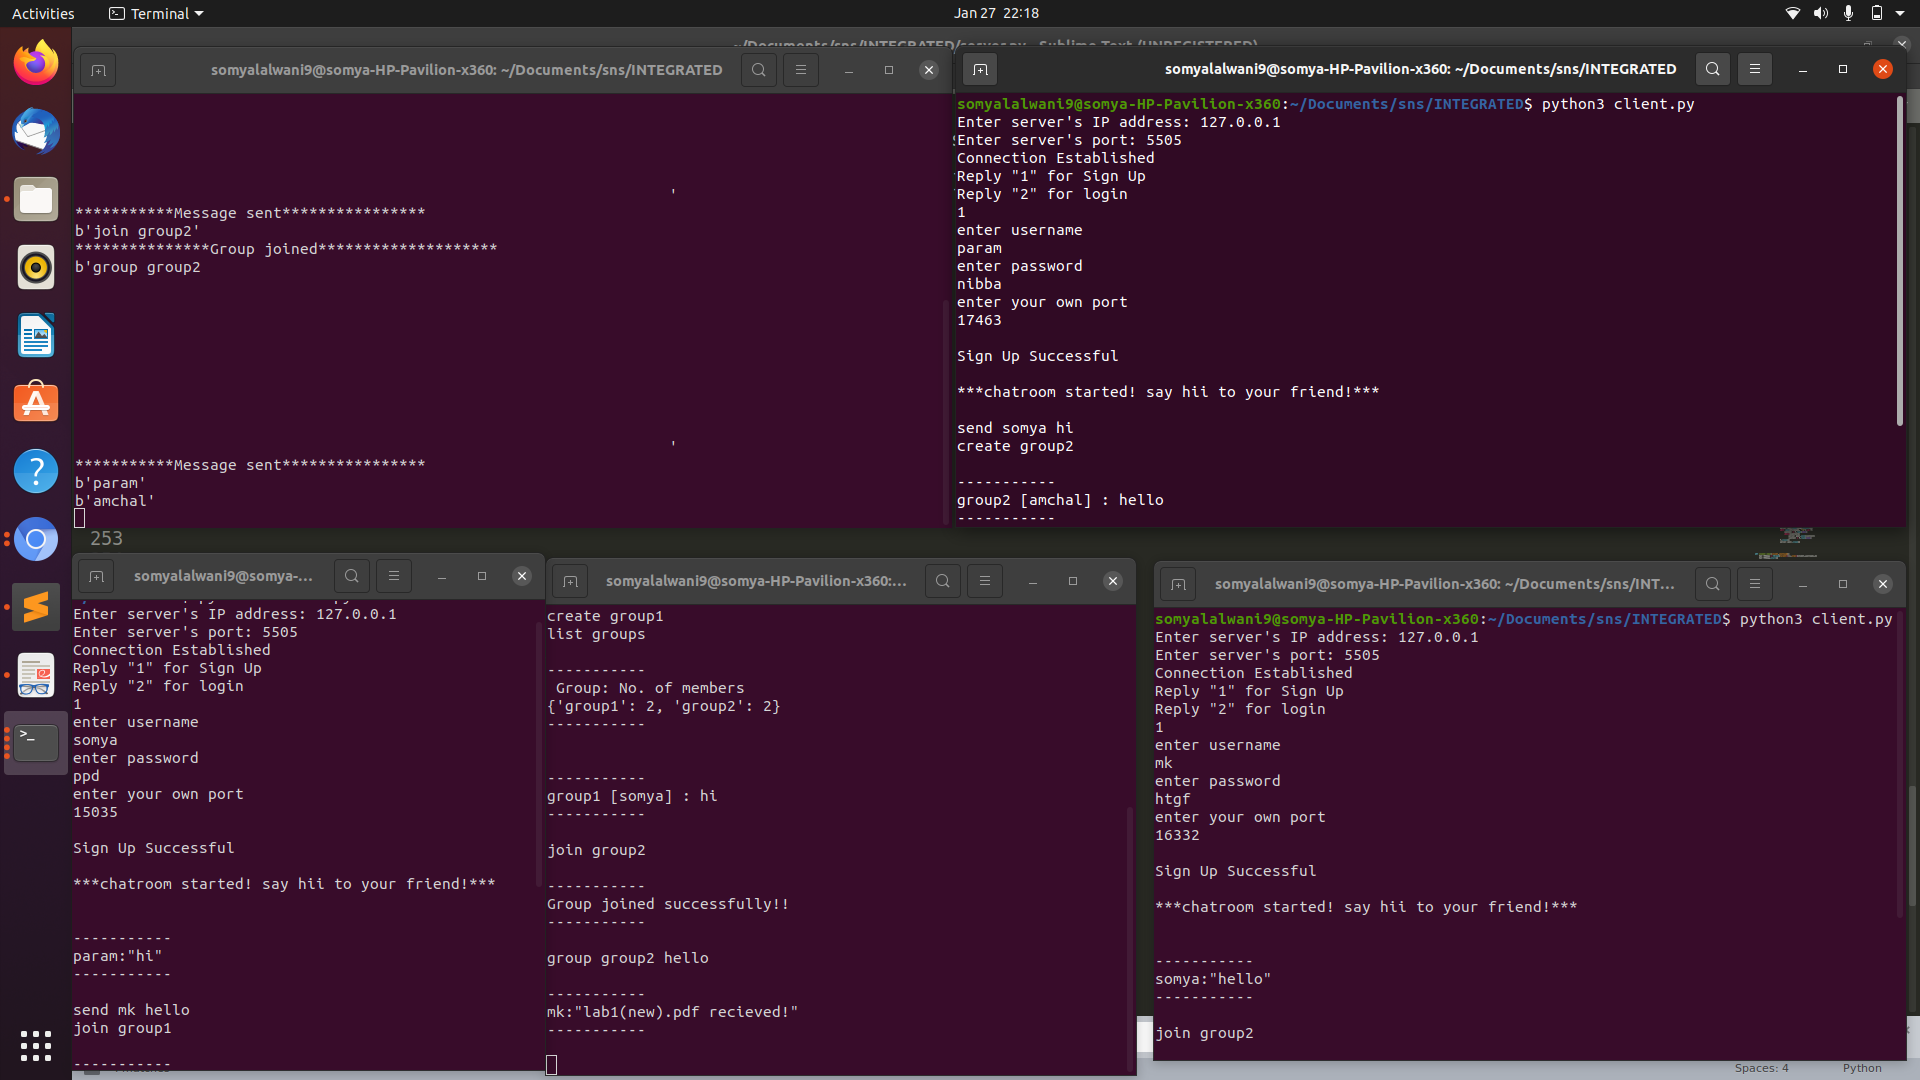 Activities
Terminal
Jan 27 22:18
somyalalwani9@somya-HP-Pavilion-x360: ~/Documents/sns/INTEGRATED
'
***********Message sent****************
b'join group2'
***************Group joined********************
b'group group2
'
***********Message sent****************
b'param'
b'amchal'
somyalalwani9@somya-HP-Pavilion-x360: ~/Documents/sns/INTEGRATED
somyalalwani9@somya-HP-Pavilion-x360:~/Documents/sns/INTEGRATED$ python3 client.py
Enter server's IP address: 127.0.0.1
Enter server's port: 5505
Connection Established
Reply "1" for Sign Up
Reply "2" for login
1
enter username
param
enter password
nibba
enter your own port
17463
Sign Up Successful
***chatroom started! say hii to your friend!***
send somya hi
create group2
-----------
group2 [amchal] : hello
-----------
253
somyalalwani9@somya-...
Enter server's IP address: 127.0.0.1
Enter server's port: 5505
Connection Established
Reply "1" for Sign Up
Reply "2" for login
1
enter username
somya
enter password
ppd
enter your own port
15035
Sign Up Successful
***chatroom started! say hii to your friend!***
-----------
param:"hi"
-----------
send mk hello
join group1
-----------
somyalalwani9@somya-HP-Pavilion-x360:...
create group1
list groups
-----------
Group: No. of members
{'group1': 2, 'group2': 2}
-----------
-----------
group1 [somya] : hi
-----------
join group2
-----------
Group joined successfully!!
-----------
group group2 hello
-----------
mk:"lab1(new).pdf recieved!"
-----------
somyalalwani9@somya-HP-Pavilion-x360: ~/Documents/sns/INT...
somyalalwani9@somya-HP-Pavilion-x360:~/Documents/sns/INTEGRATED$ python3 client.py
Enter server's IP address: 127.0.0.1
Enter server's port: 5505
Connection Established
Reply "1" for Sign Up
Reply "2" for login
1
enter username
mk
enter password
htgf
enter your own port
16332
Sign Up Successful
***chatroom started! say hii to your friend!***
-----------
somya:"hello"
-----------
join group2
Spaces: 4
Python